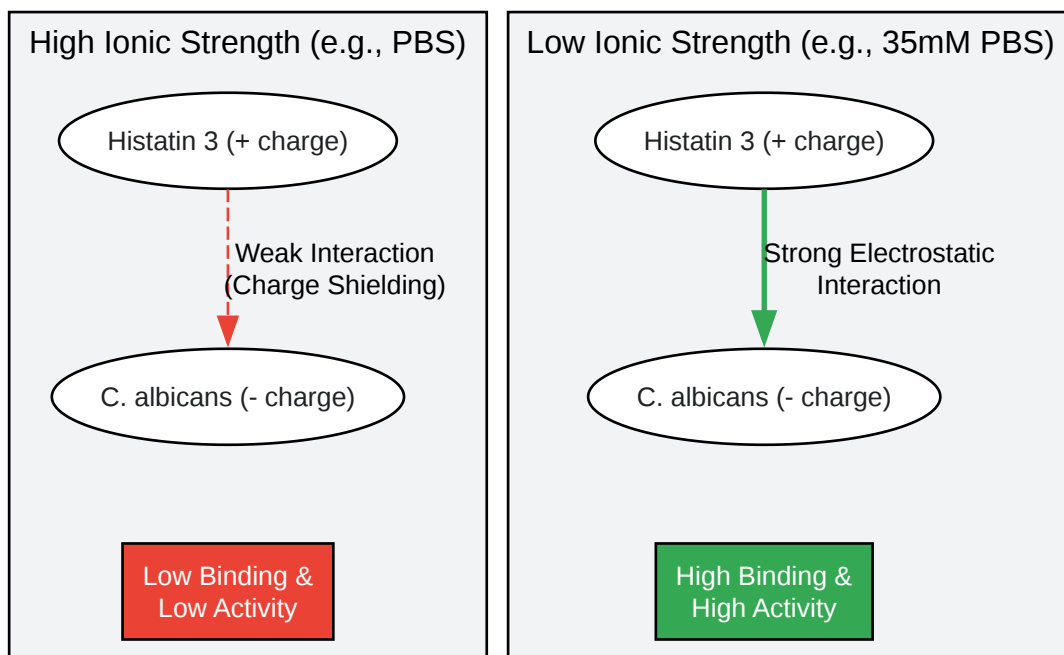 High Ionic Strength (e.g., PBS)
Histatin 3 (+ charge)
Weak Interaction
(Charge Shielding)
C. albicans (- charge)
Low Binding &
Low Activity
Low Ionic Strength (e.g., 35mM PBS)
Histatin 3 (+ charge)
Strong Electrostatic
Interaction
C. albicans (- charge)
High Binding &
High Activity